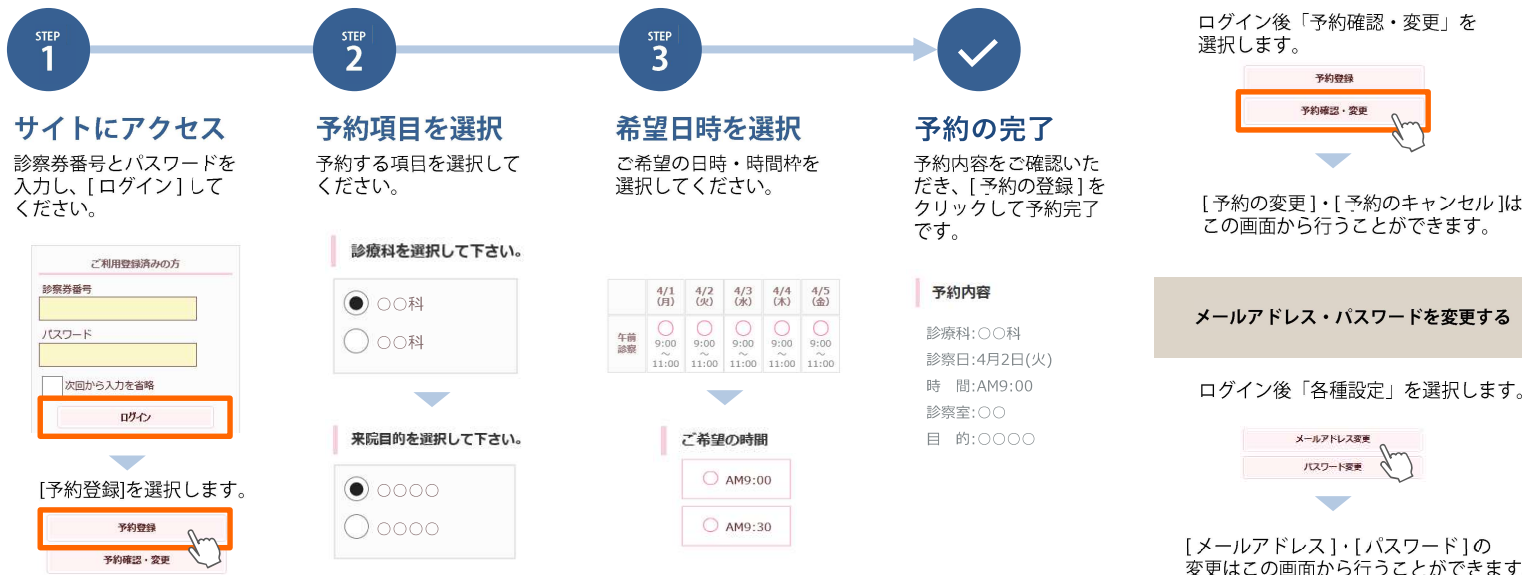 STEP
1
サイトにアクセス
診察券番号とパスワードを
入力し、[ログイン]して
ください。
ご利用登録済みの方
診察券番号
パスワード
次回から入力を省略
ログイン
[予約登録]を選択します。
予約登録
予約確認・変更
STEP
2
予約項目を選択
予約する項目を選択して
ください。
診療科を選択して下さい。
○○科
○○科
来院目的を選択して下さい。
○○○○
○○○○
STEP
3
希望日時を選択
ご希望の日時・時間枠を
選択してください。
4/1 4/2 4/3 4/4 4/5
(月) (火) (水) (木) (金)
午前 ○ ○ ○ ○ ○
診察 9:00 9:00 9:00 9:00 9:00
～ ～ ～ ～ ～
11:00 11:00 11:00 11:00 11:00
ご希望の時間
○ AM9:00
○ AM9:30
予約の完了
予約内容をご確認いた
だき、[予約の登録]を
クリックして予約完了
です。
予約内容
診療科:○○科
診察日:4月2日(火)
時　間:AM9:00
診察室:○○
目　的:○○○○
ログイン後「予約確認・変更」を
選択します。
予約登録
予約確認・変更
[予約の変更]・[予約のキャンセル]は
この画面から行うことができます。
メールアドレス・パスワードを変更する
ログイン後「各種設定」を選択します。
メールアドレス変更
パスワード変更
[メールアドレス]・[パスワード]の
変更はこの画面から行うことができます